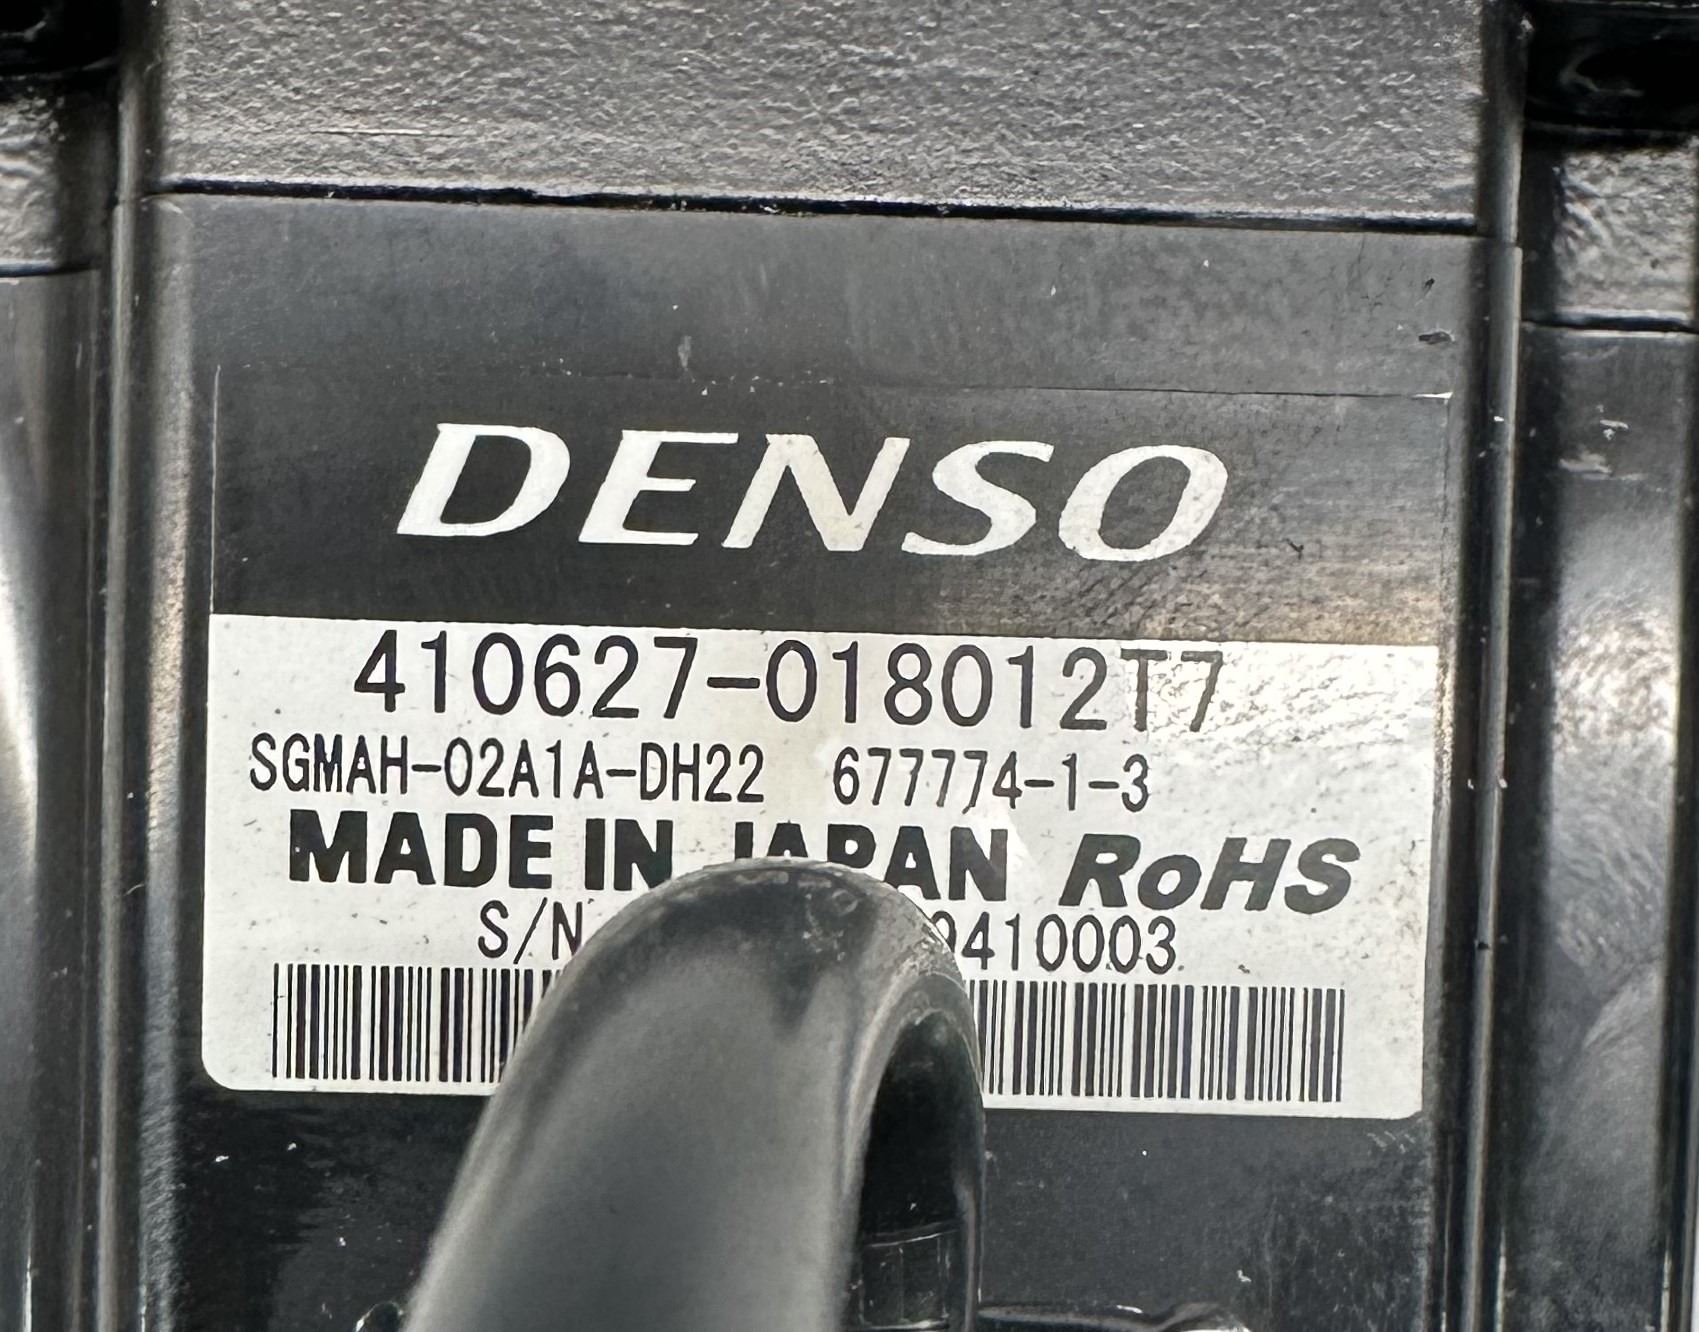 DENSO
410627-018012T7
SGMAH-02A1A-DH22 677774-1-3
MADE IN JAPAN RoHS
S/N